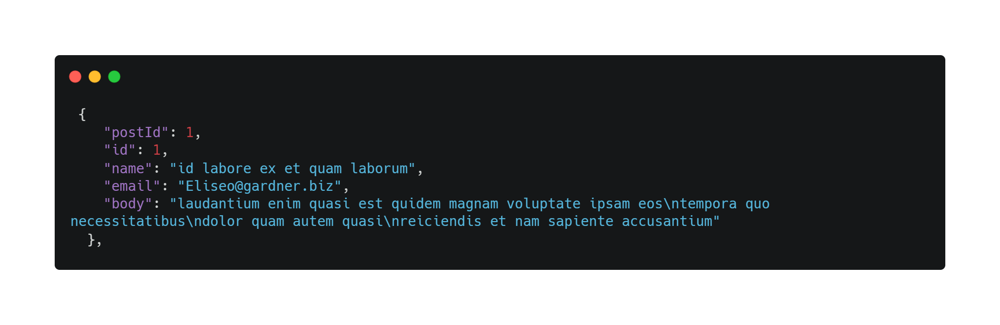 {
"postId": 1,
"id": 1,
"name": "id labore ex et quam laborum",
"email": "Eliseo@gardner.biz",
"body": "laudantium enim quasi est quidem magnam voluptate ipsam eos\ntempora quo
necessitatibus\ndolor quam autem quasi\nreiciendis et nam sapiente accusantium"
},